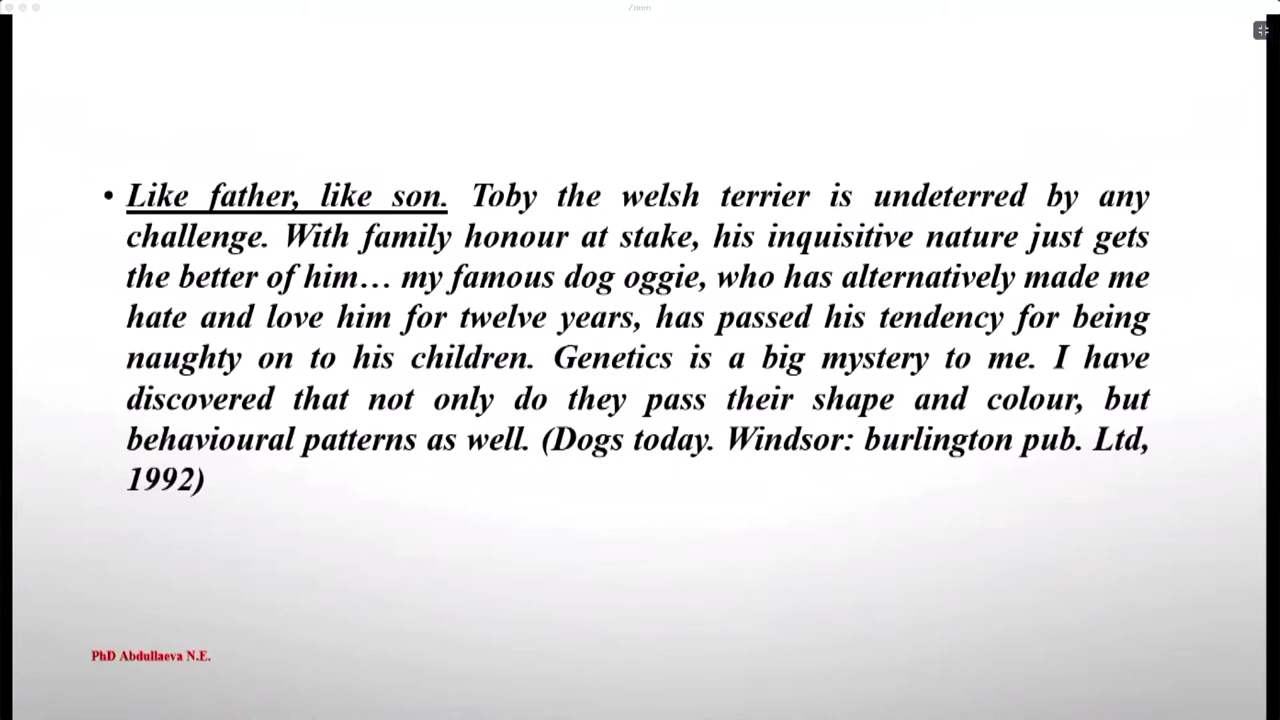 • Like father, like son. Toby the welsh terrier is undeterred by any
challenge. With family honour at stake, his inquisitive nature just gets
the better of him… my famous dog oggie, who has alternatively made me
hate and love him for twelve years, has passed his tendency for being
naughty on to his children. Genetics is a big mystery to me. I have
discovered that not only do they pass their shape and colour, but
behavioural patterns as well. (Dogs today. Windsor: burlington pub. Ltd,
1992)
PhD Abdullaeva N.E.